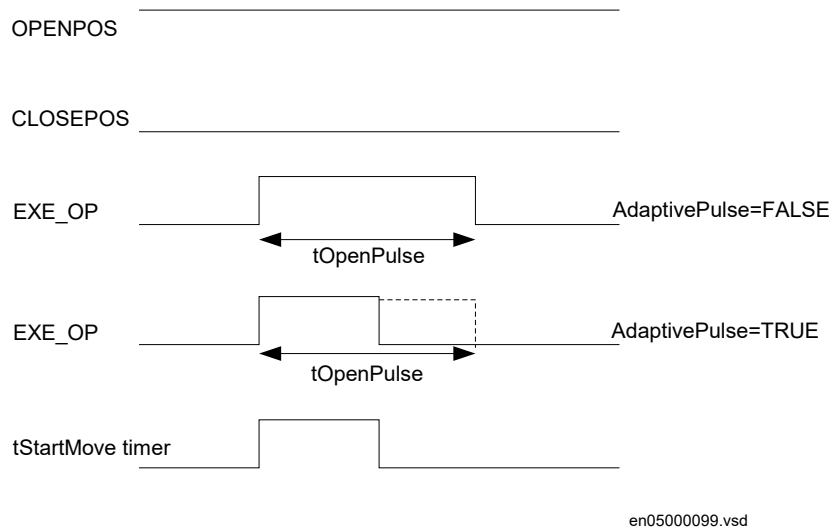 OPENPOS
CLOSEPOS
EXE_OP
AdaptivePulse=FALSE
tOpenPulse
EXE_OP
AdaptivePulse=TRUE
tOpenPulse
tStartMove timer
en05000099.vsd